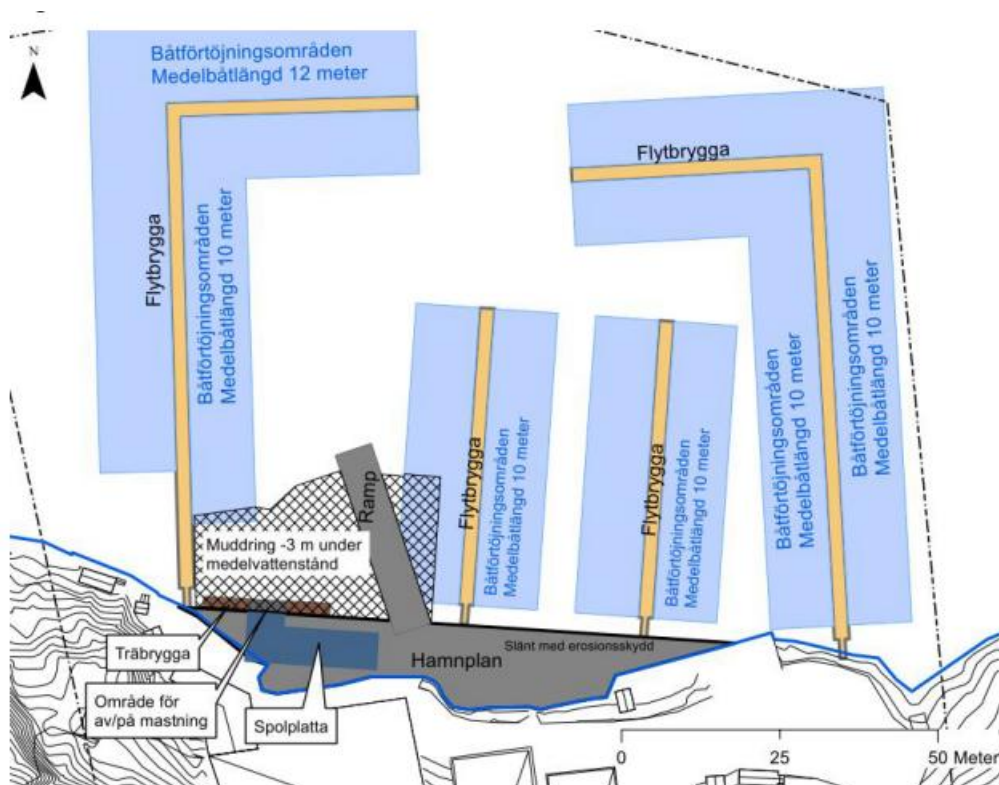 N
Båtförtöjningsområden
Medelbåtlängd 12 meter
Flytbrygga
Båtförtöjningsområden
Medelbåtlängd 10 meter
Flytbrygga
Båtförtöjningsområden
Medelbåtlängd 10 meter
Båtförtöjningsområden
Medelbåtlängd 10 meter
Flytbrygga
Båtförtöjningsområden
Medelbåtlängd 10 meter
Flytbrygga
Båtförtöjningsområden
Medelbåtlängd 10 meter
Ramp
Muddring -3 m under
medelvattenstånd
Träbrygga
Område för
av/på mastning
Spolplatta
Hamnplan
Slänt med erosionsskydd
0 25 50 Meter